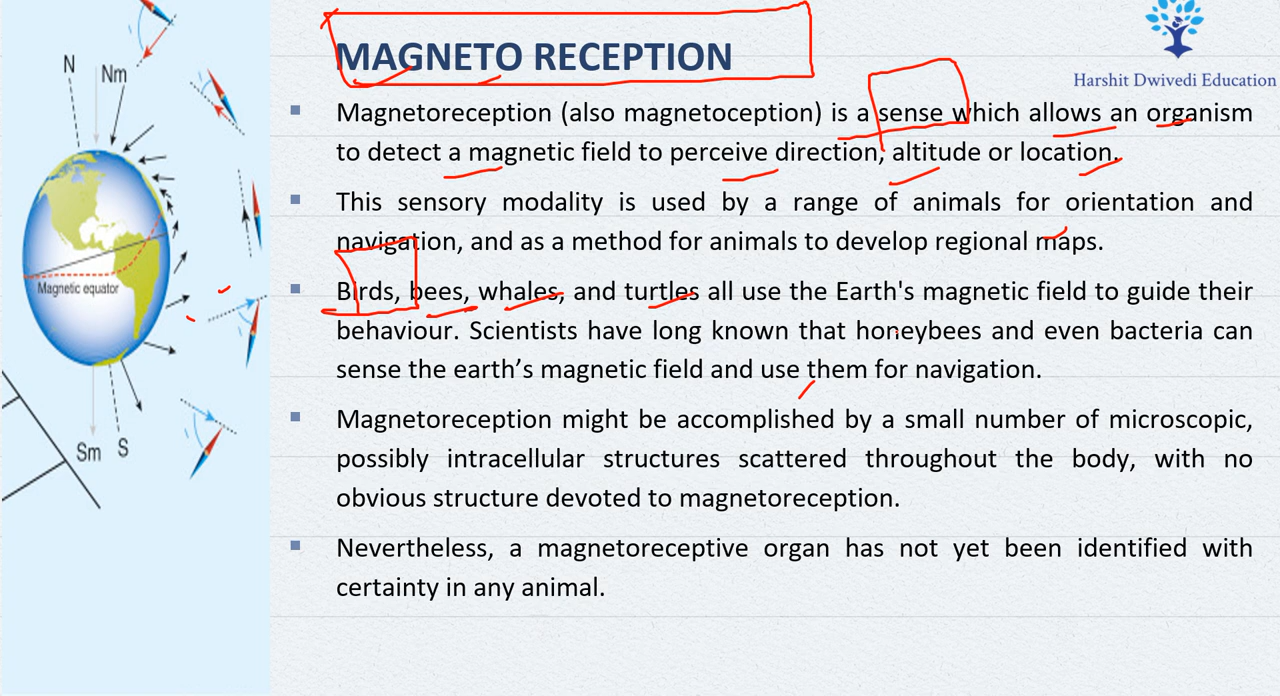 MAGNETO RECEPTION
Harshit Dwivedi Education
Magnetoreception (also magnetoception) is a sense which allows an organism
to detect a magnetic field to perceive direction, altitude or location.
This sensory modality is used by a range of animals for orientation and
navigation, and as a method for animals to develop regional maps.
Birds, bees, whales, and turtles all use the Earth's magnetic field to guide their
behaviour. Scientists have long known that honeybees and even bacteria can
sense the earth’s magnetic field and use them for navigation.
Magnetoreception might be accomplished by a small number of microscopic,
possibly intracellular structures scattered throughout the body, with no
obvious structure devoted to magnetoreception.
Nevertheless, a magnetoreceptive organ has not yet been identified with
certainty in any animal.
N
Nm
Magnetic equator
Sm S